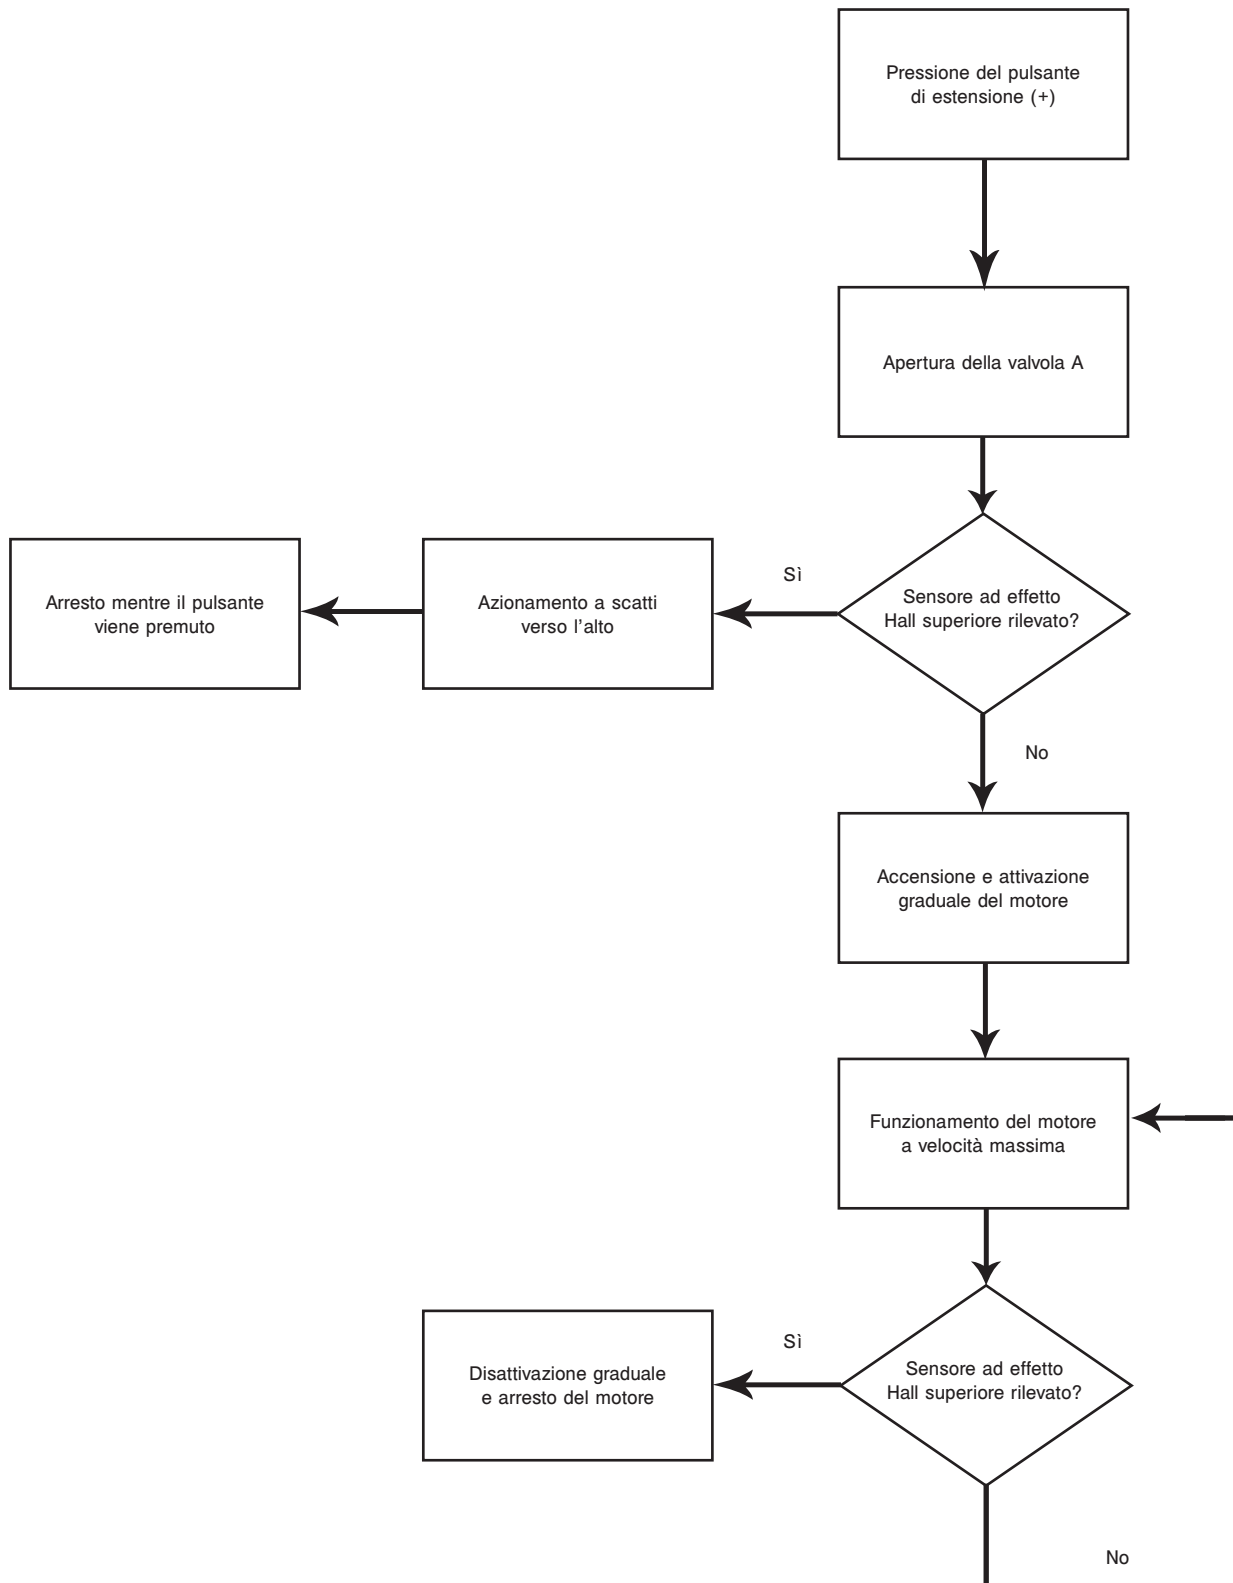 Pressione del pulsante
di estensione (+)
Apertura della valvola A
Sì
Arresto mentre il pulsante
viene premuto
Azionamento a scatti
verso l'alto
Sensore ad effetto
Hall superiore rilevato?
No
Accensione e attivazione
graduale del motore
Funzionamento del motore
a velocità massima
Sì
Disattivazione graduale
e arresto del motore
Sensore ad effetto
Hall superiore rilevato?
No